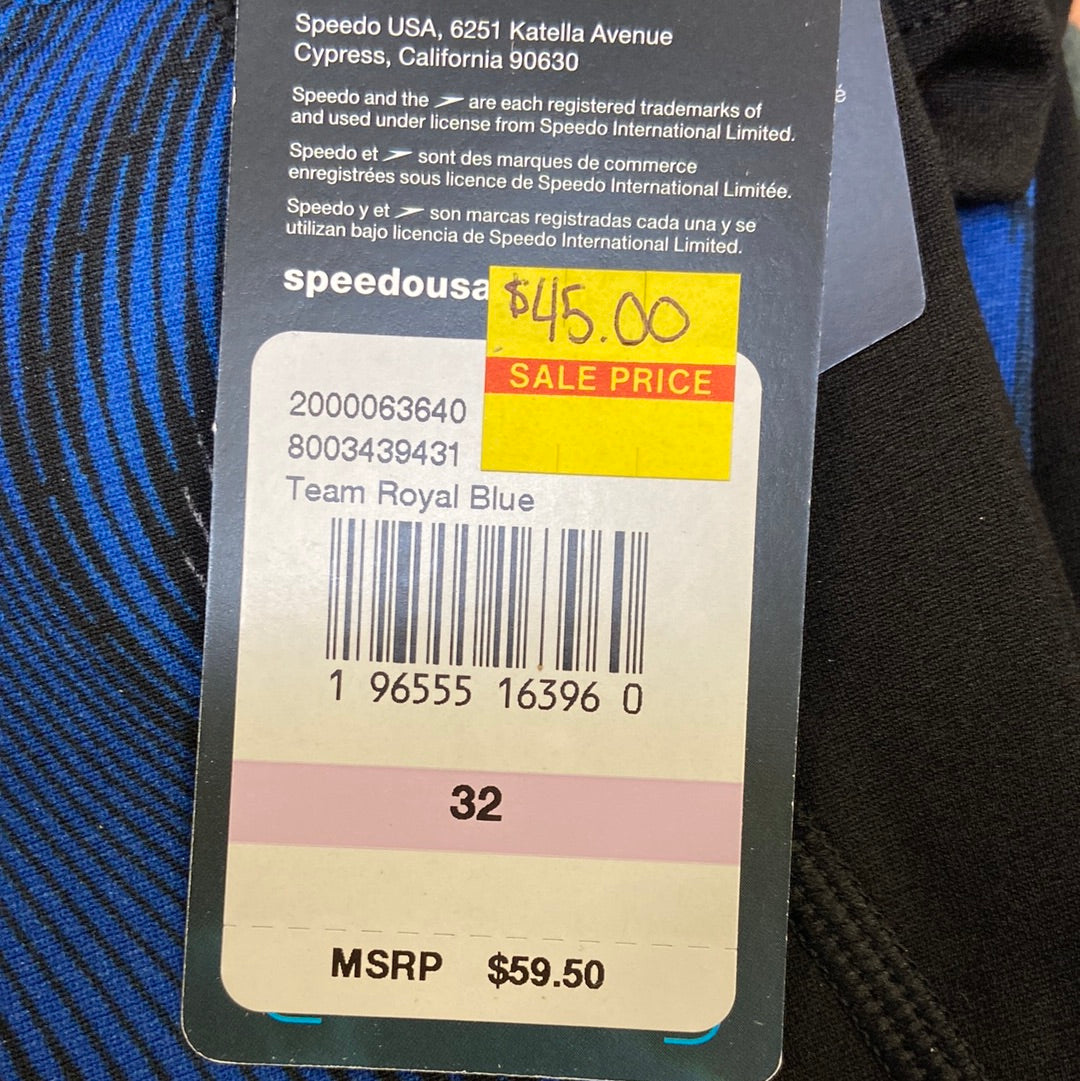 Speedo USA, 6251 Katella Avenue
Cypress, California 90630
Speedo and the are each registered trademarks of
and used under license from Speedo International Limited.
Speedo et sont des marques de commerce
enregistrées sous licence de Speedo International Limitée.
Speedo y et son marcas registradas cada una y se
utilizan bajo licencia de Speedo International Limited.
speedousa
$45.00
SALE PRICE
2000063640
8003439431
Team Royal Blue
1 96555 16396 0
32
MSRP $59.50
é